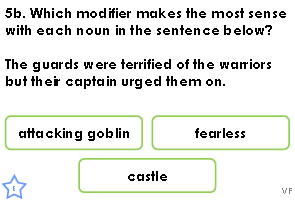 5b. Which modifier makes the most sense
with each noun in the sentence below?
The guards were terrified of the warriors
but their captain urged them on.
attacking goblin
fearless
castle
E
VF